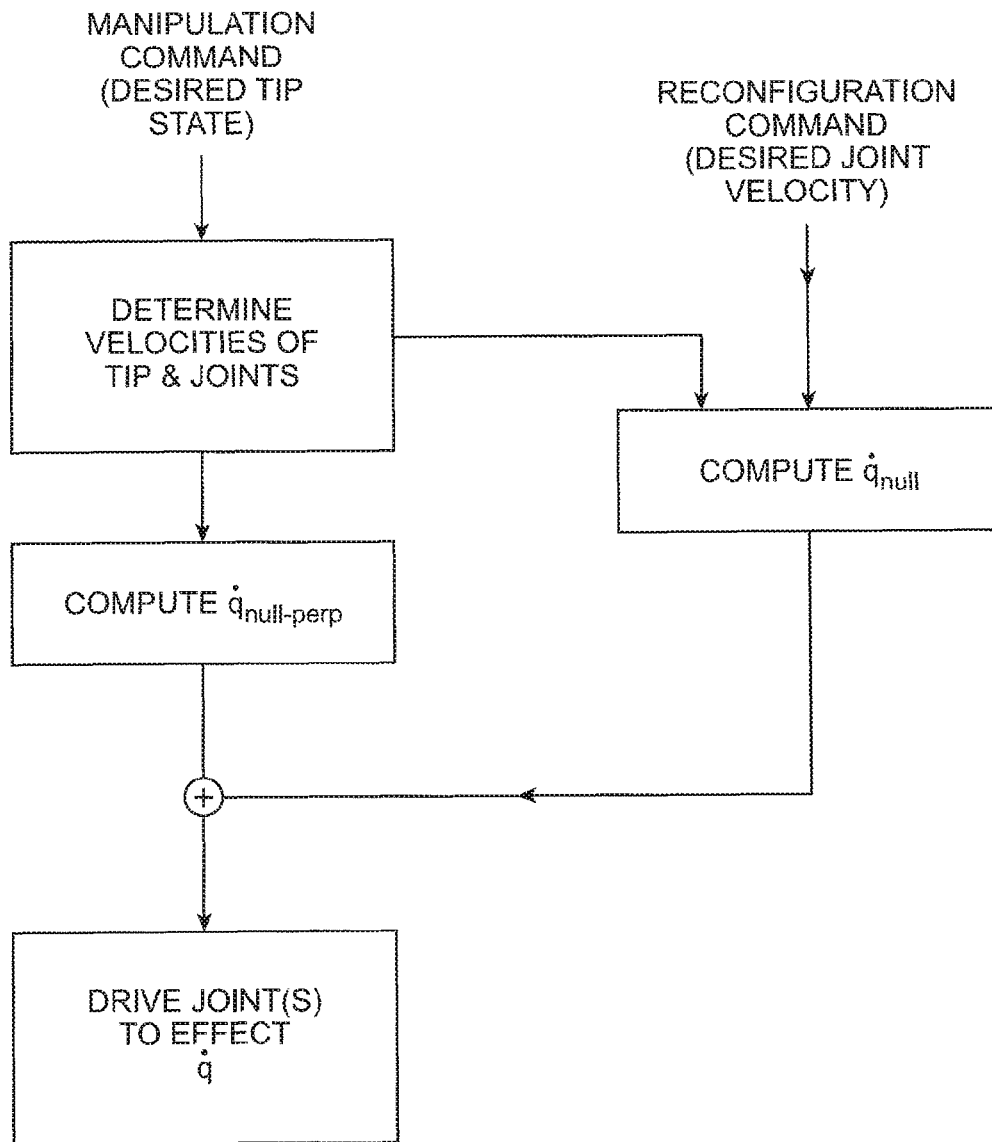 MANIPULATION
COMMAND
(DESIRED TIP
STATE)
RECONFIGURATION
COMMAND
(DESIRED JOINT
VELOCITY)
DETERMINE
VELOCITIES OF
TIP & JOINTS
COMPUTE q̇null
COMPUTE q̇null-perp
+
DRIVE JOINT(S)
TO EFFECT
q̇